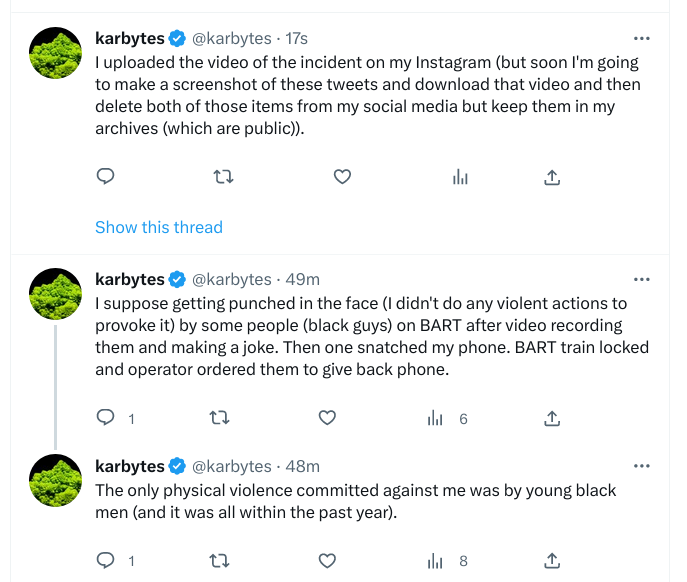 karbytes @karbytes · 17s
I uploaded the video of the incident on my Instagram (but soon I'm going
to make a screenshot of these tweets and download that video and then
delete both of those items from my social media but keep them in my
archives (which are public)).
Show this thread
karbytes @karbytes · 49m
I suppose getting punched in the face (I didn't do any violent actions to
provoke it) by some people (black guys) on BART after video recording
them and making a joke. Then one snatched my phone. BART train locked
and operator ordered them to give back phone.
1 6
karbytes @karbytes · 48m
The only physical violence committed against me was by young black
men (and it was all within the past year).
1 8